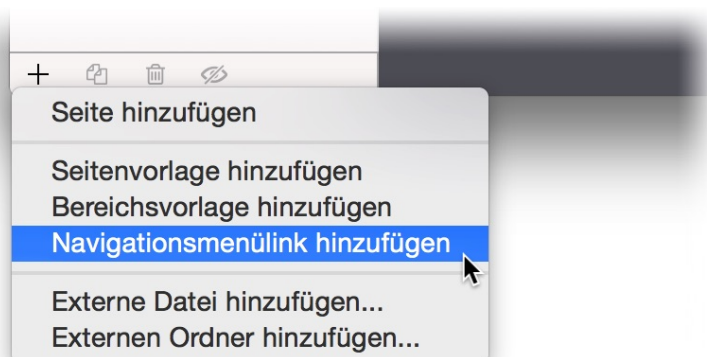 Seite hinzufügen
Seitenvorlage hinzufügen
Bereichsvorlage hinzufügen
Navigationsmenülink hinzufügen
Externe Datei hinzufügen...
Externen Ordner hinzufügen...